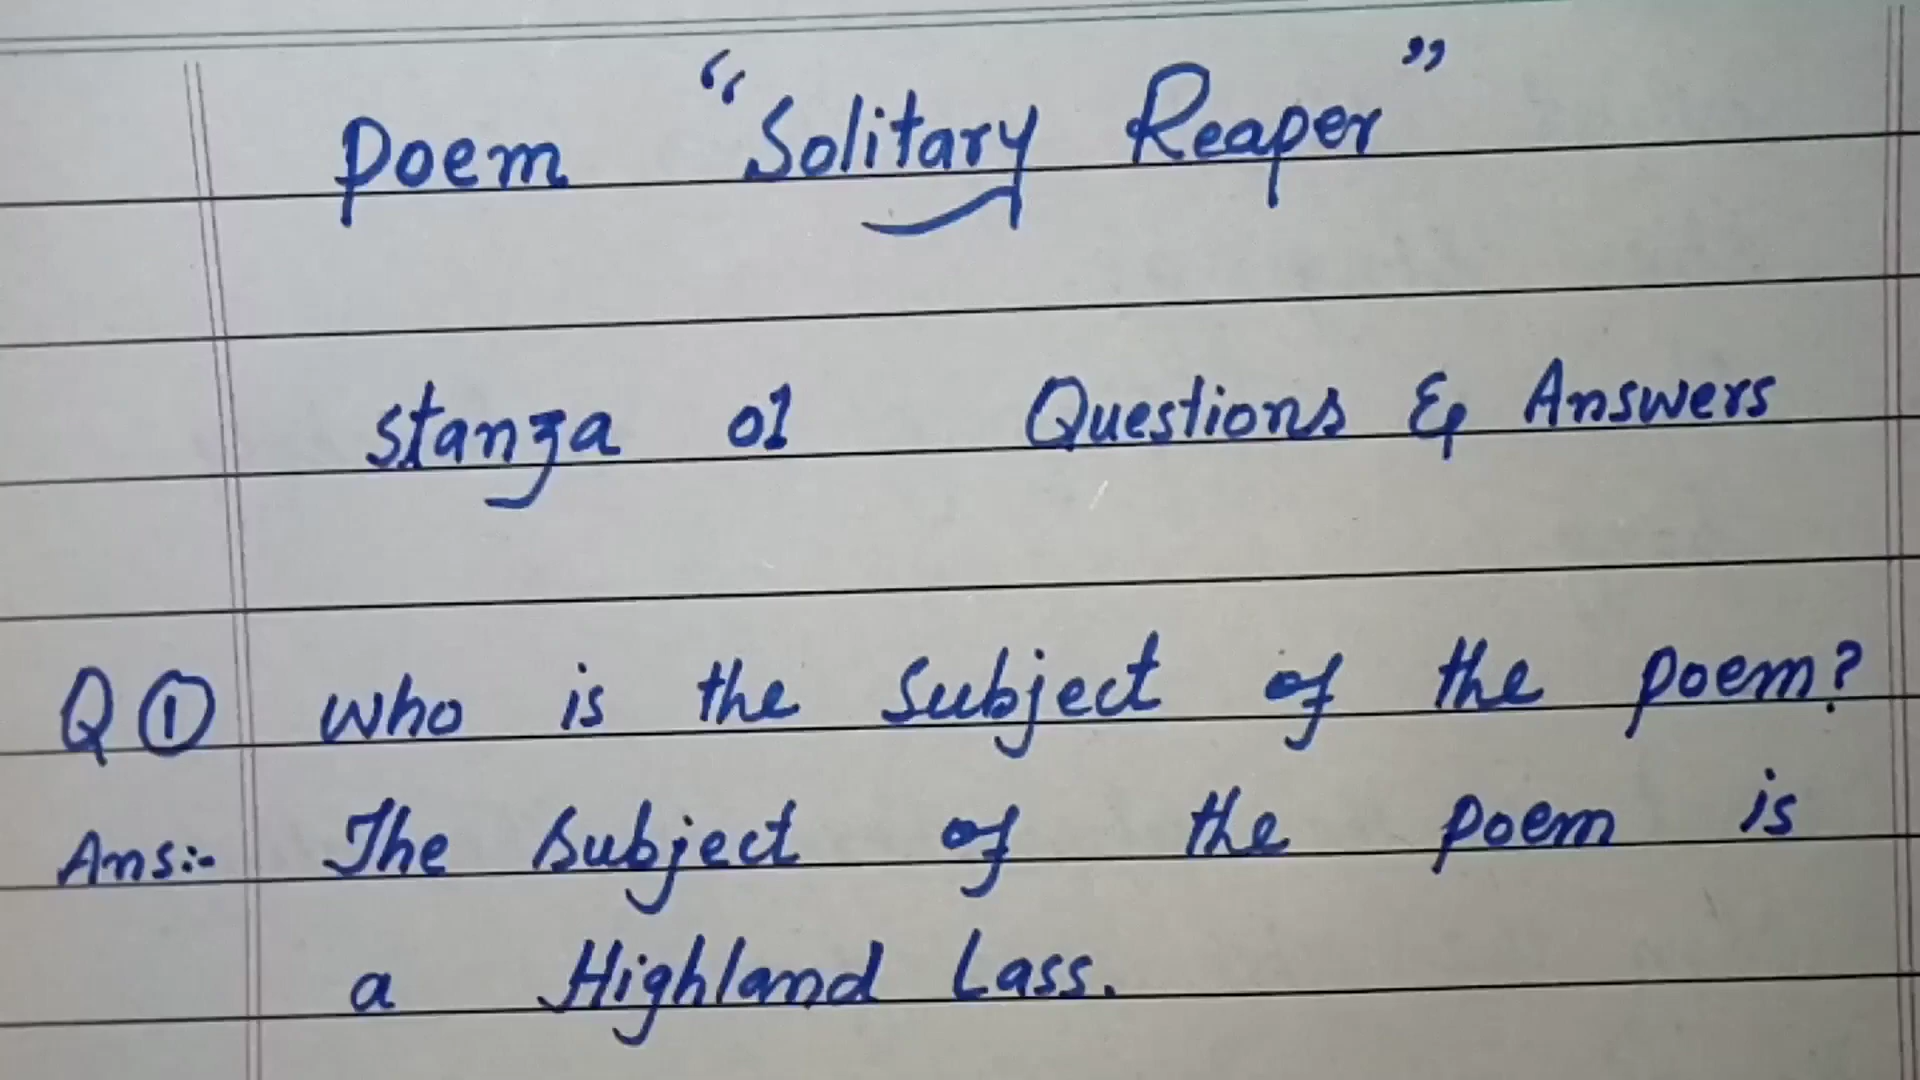 Poem "Solitary Reaper"
Stanza 01 Questions & Answers
Q ① who is the Subject of the poem?
Ans:- The Subject of the poem is
a Highland Lass.